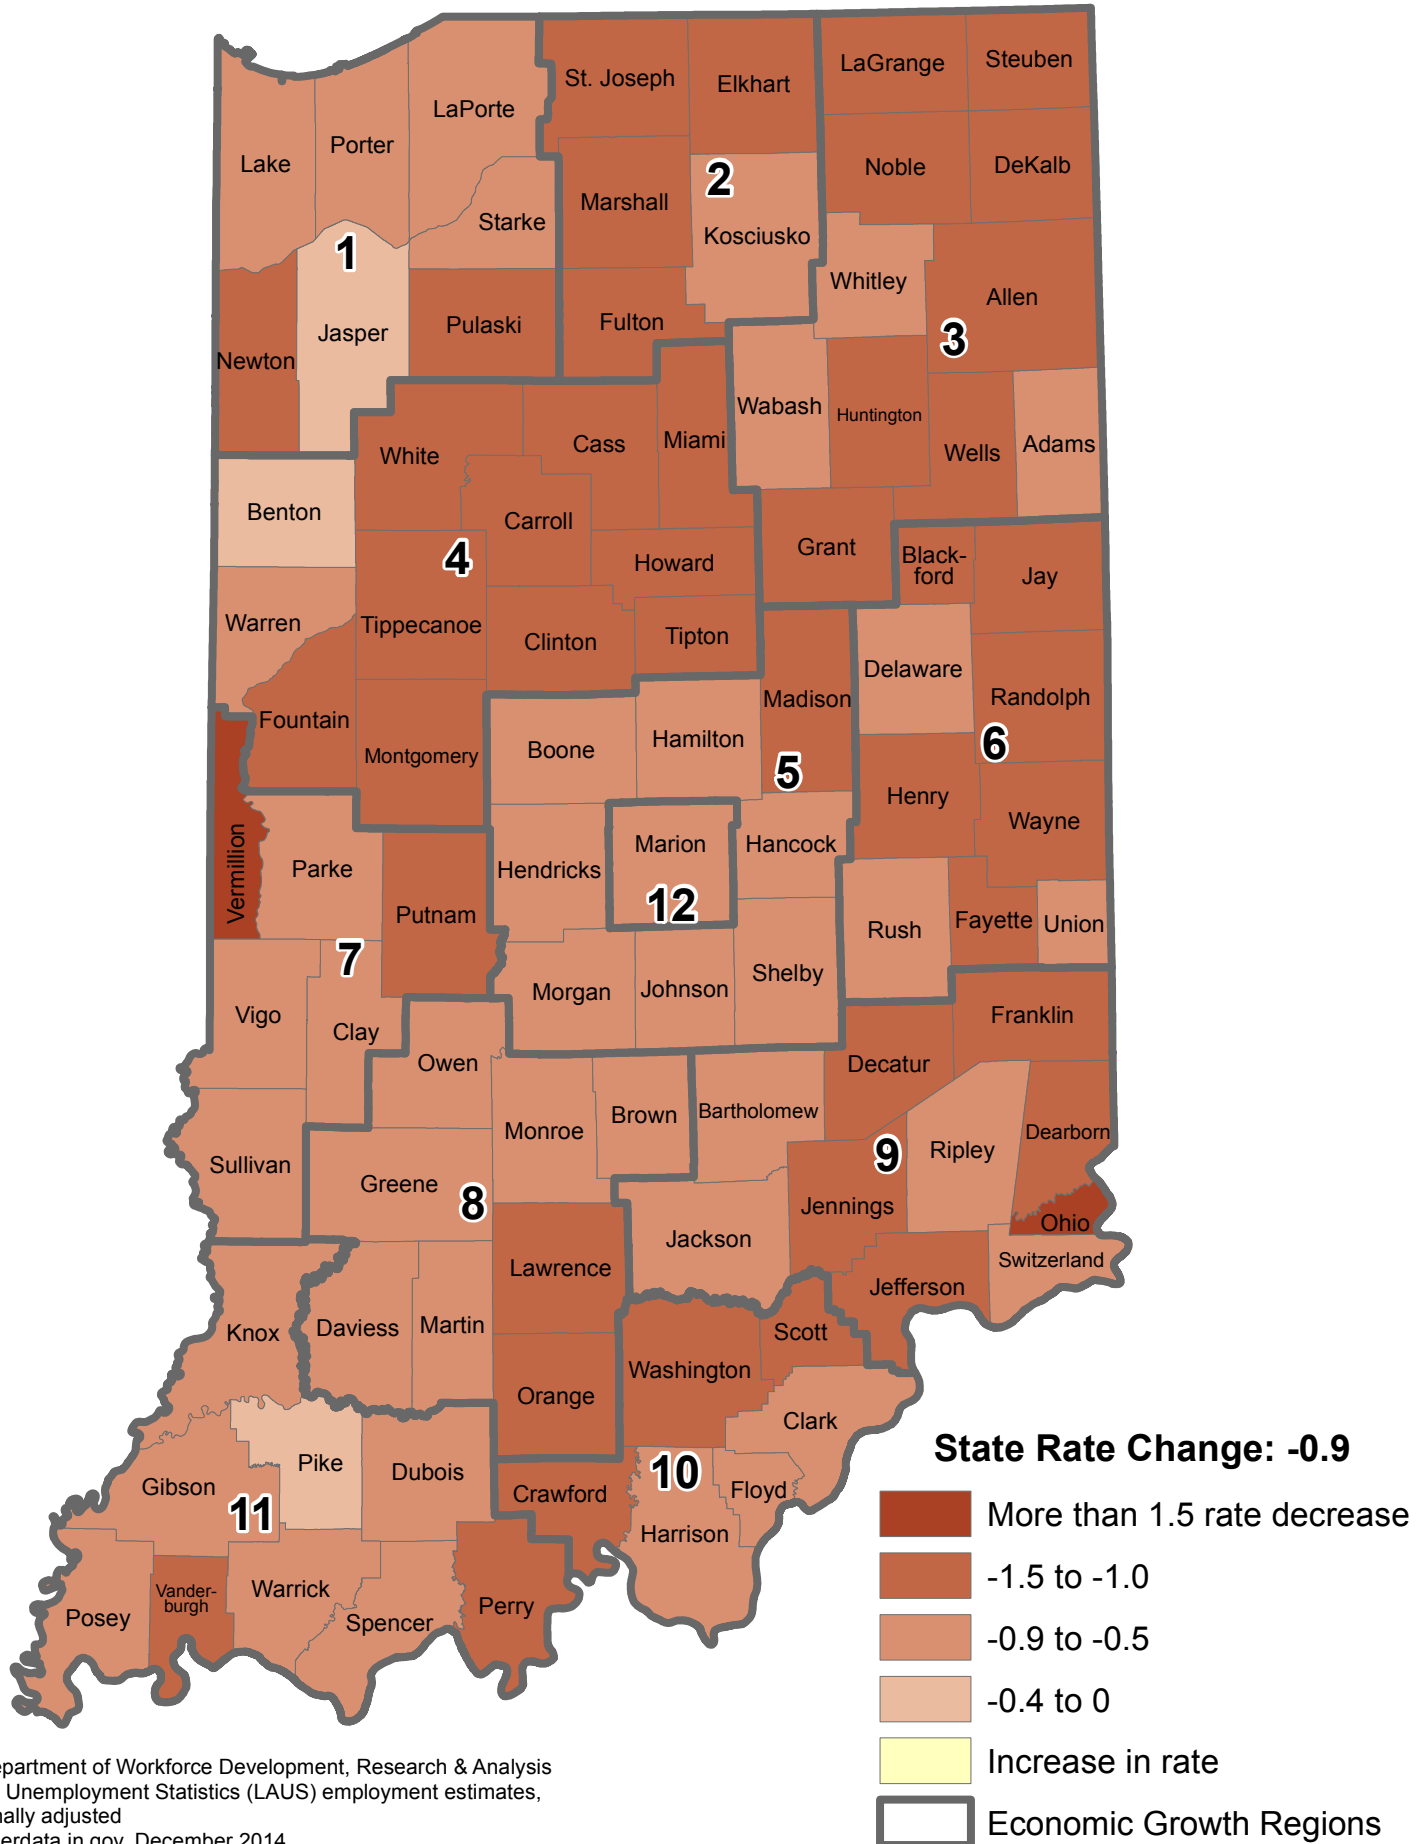 St. Joseph
Elkhart
LaGrange
Steuben
LaPorte
Porter
Lake
Noble
DeKalb
2
Marshall
Starke
Kosciusko
1
Whitley
Allen
Jasper
Pulaski
Fulton
3
Newton
Wabash
Huntington
White
Cass
Miami
Wells
Adams
Benton
Carroll
4
Howard
Grant
Black-
ford
Jay
Warren
Tippecanoe
Clinton
Tipton
Delaware
Randolph
Madison
Fountain
Montgomery
Boone
Hamilton
6
5
Henry
Wayne
Vermillion
Parke
Hendricks
Marion
Hancock
12
Putnam
Rush
Fayette
Union
7
Vigo
Clay
Morgan
Johnson
Shelby
Franklin
Owen
Decatur
Monroe
Brown
Bartholomew
Dearborn
Sullivan
Greene
8
9
Ripley
Jennings
Ohio
Jackson
Switzerland
Lawrence
Jefferson
Knox
Daviess
Martin
Scott
Washington
Orange
Clark
Pike
Dubois
10
Gibson
11
Crawford
Floyd
Harrison
Posey
Vander-
burgh
Warrick
Spencer
Perry
State Rate Change: -0.9
More than 1.5 rate decrease
-1.5 to -1.0
-0.9 to -0.5
-0.4 to 0
Increase in rate
Economic Growth Regions
of Workforce Development, Research & Analysis
Unemployment Statistics (LAUS) employment estimates,
adjusted
December 2014